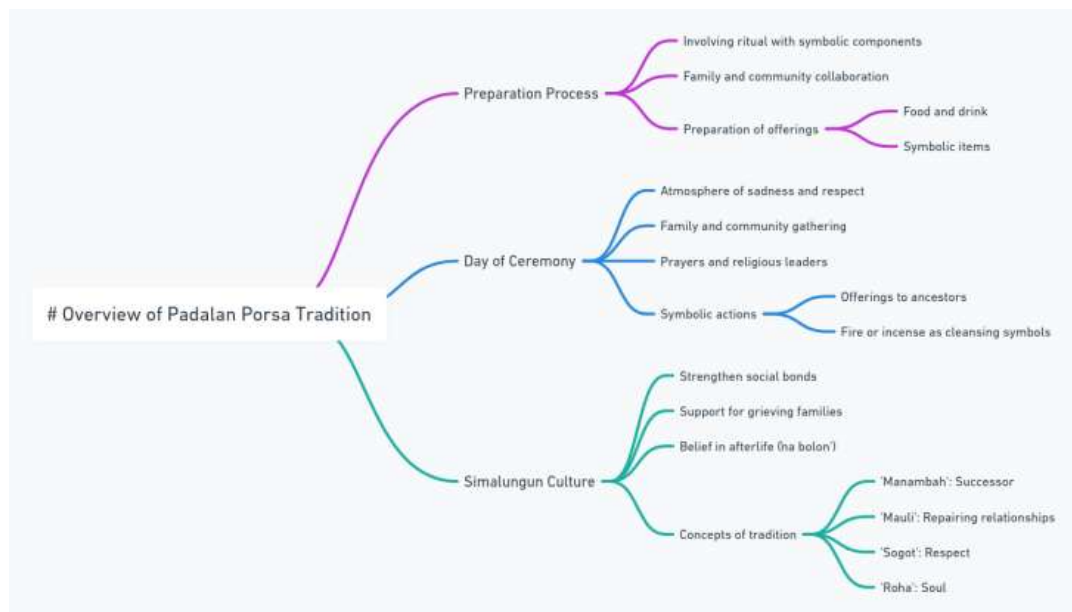 # Overview of Padalan Porsa Tradition
Preparation Process
Involving ritual with symbolic components
Family and community collaboration
Preparation of offerings
Food and drink
Symbolic items
Day of Ceremony
Atmosphere of sadness and respect
Family and community gathering
Prayers and religious leaders
Symbolic actions
Offerings to ancestors
Fire or incense as cleansing symbols
Simalungun Culture
Strengthen social bonds
Support for grieving families
Belief in afterlife (na bolon')
Concepts of tradition
'Manambah': Successor
'Mauli': Repairing relationships
'Sogot': Respect
'Roha': Soul